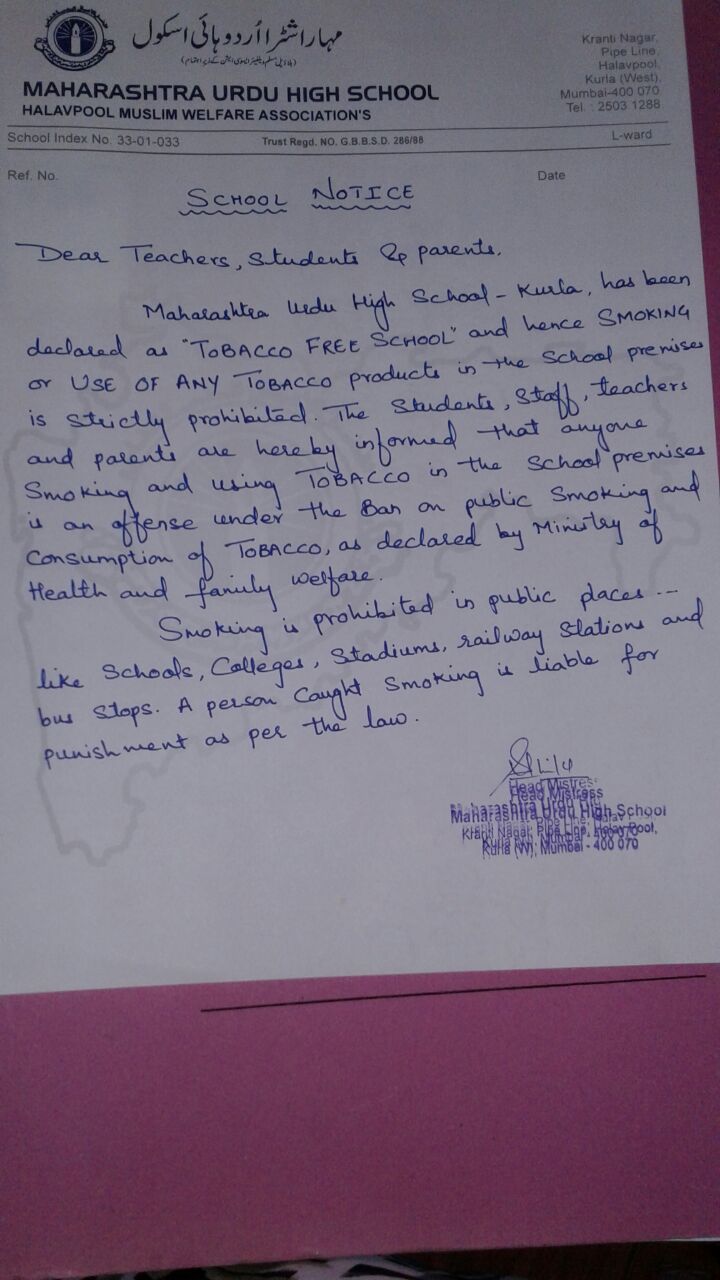 مہاراشٹرا اُردو ہائی اسکول
MAHARASHTRA URDU HIGH SCHOOL
HALAVPOOL MUSLIM WELFARE ASSOCIATION'S
Kranti Nagar,
Pipe Line,
Halavpool,
Kurla (West),
Mumbai-400 070
Tel. : 2503 1288
School Index No. 33-01-033
Trust Regd. NO. G.B.B.S.D. 286/88
L-ward
Ref. No.
Date
SCHOOL NOTICE
Dear Teachers, Students & parents.
Maharashtra Urdu High School - Kurla, has been
declared as "TOBACCO FREE SCHOOL" and hence SMOKING
or USE OF ANY TOBACCO products in the School premises
is strictly prohibited. The Students, Staff, teachers
and parents are hereby informed that anyone
Smoking and using TOBACCO in the School premises
is an offense under the Ban on public Smoking and
Consumption of TOBACCO, as declared by Ministry of
Health and family welfare.
Smoking is prohibited in public places --
like Schools, Colleges, Stadiums, railway Stations and
bus Stops. A person Caught Smoking is liable for
punishment as per the law.
Head Mistress
Maharashtra Urdu High School
Kranti Nagar, Pipe Line, Halav Pool,
Kurla (W), Mumbai - 400 070